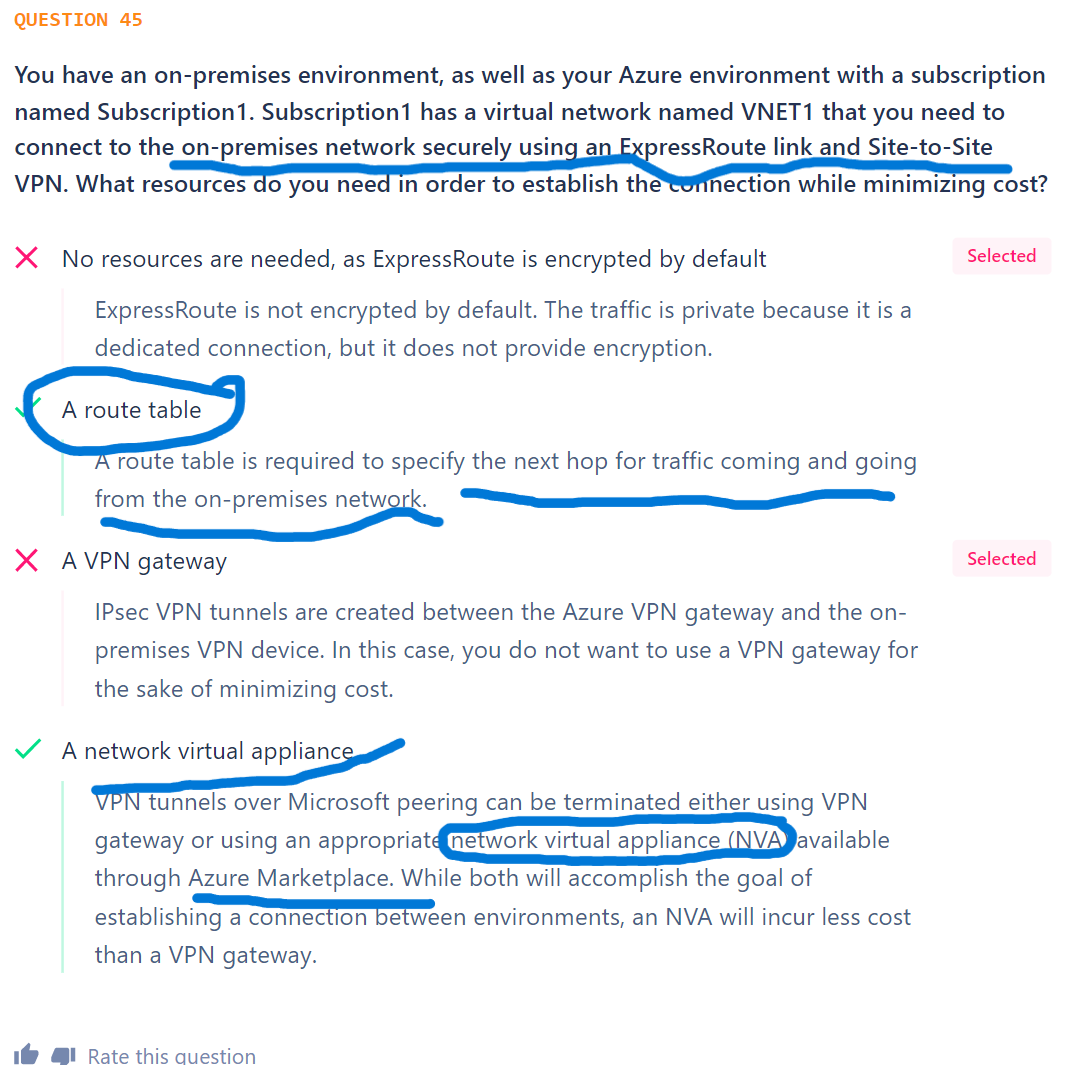 QUESTION 45
You have an on-premises environment, as well as your Azure environment with a subscription
named Subscription1. Subscription1 has a virtual network named VNET1 that you need to
connect to the on-premises network securely using an ExpressRoute link and Site-to-Site
VPN. What resources do you need in order to establish the connection while minimizing cost?
No resources are needed, as ExpressRoute is encrypted by default
Selected
ExpressRoute is not encrypted by default. The traffic is private because it is a
dedicated connection, but it does not provide encryption.
A route table
A route table is required to specify the next hop for traffic coming and going
from the on-premises network.
A VPN gateway
Selected
IPsec VPN tunnels are created between the Azure VPN gateway and the on-
premises VPN device. In this case, you do not want to use a VPN gateway for
the sake of minimizing cost.
A network virtual appliance
VPN tunnels over Microsoft peering can be terminated either using VPN
gateway or using an appropriate network virtual appliance (NVA) available
through Azure Marketplace. While both will accomplish the goal of
establishing a connection between environments, an NVA will incur less cost
than a VPN gateway.
Rate this question